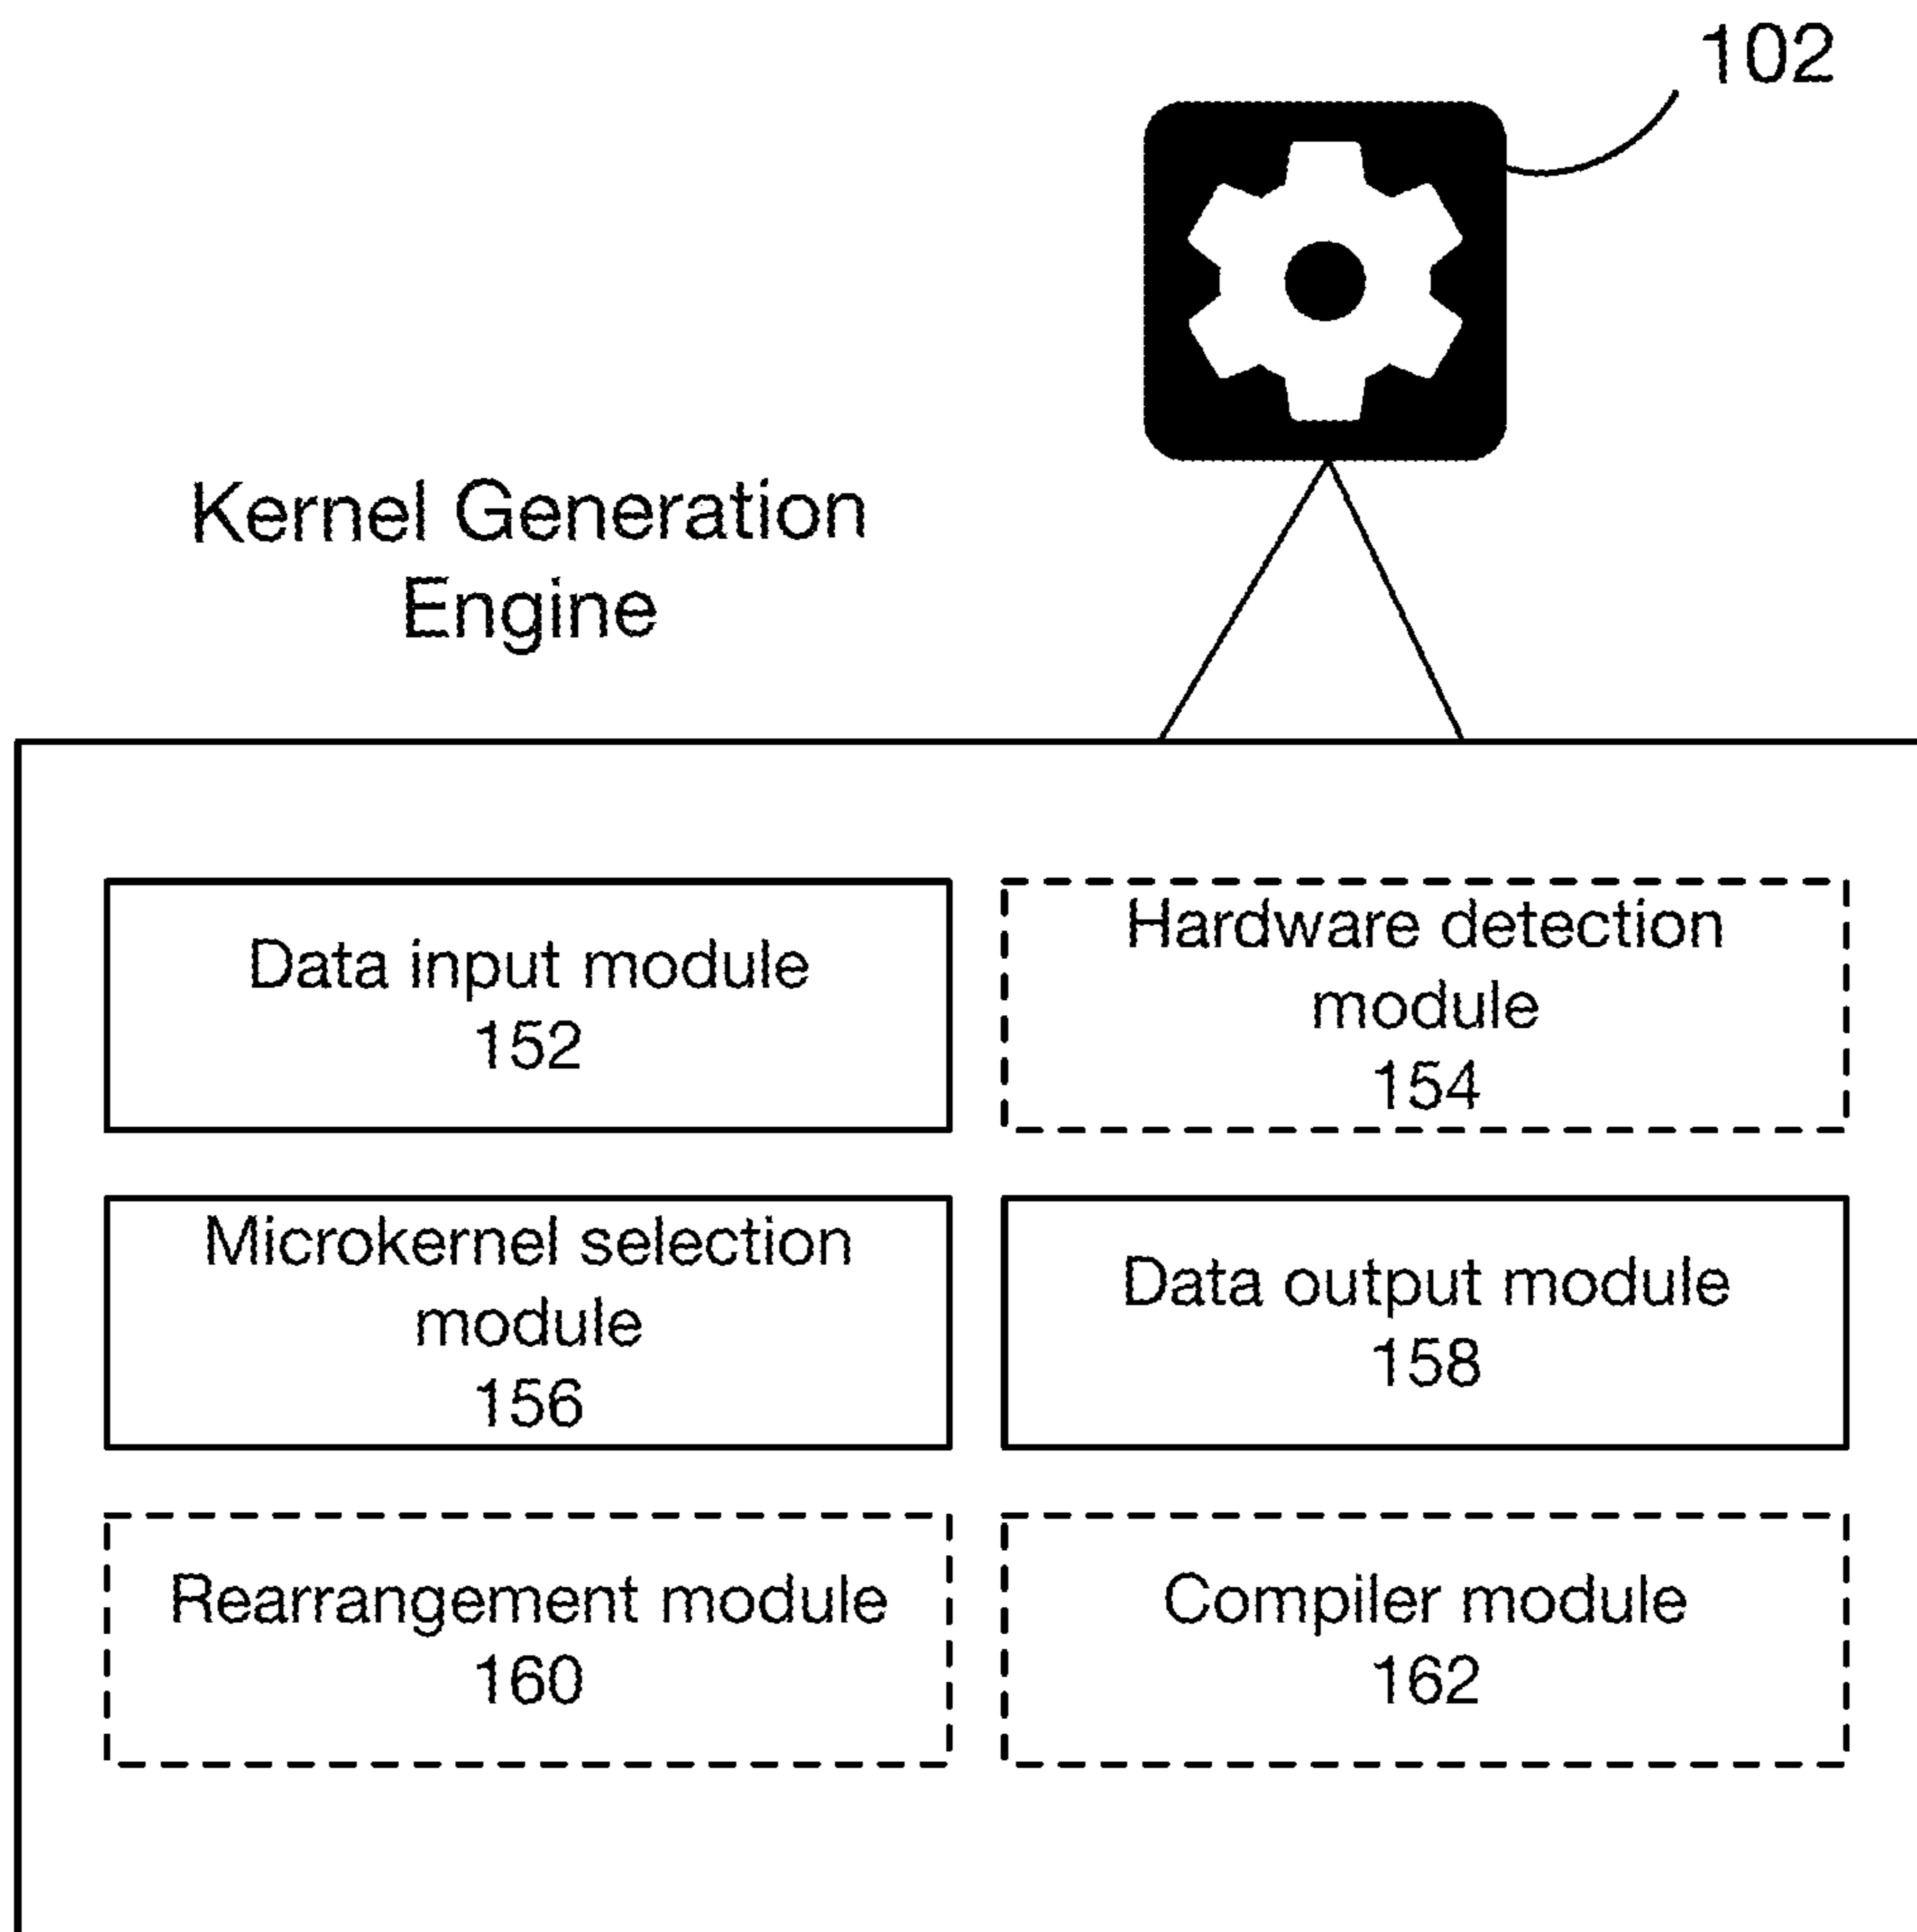 102
Kernel Generation
Engine
Data input module
152
Hardware detection
module
154
Microkernel selection
module
156
Data output module
158
Rearrangement module
160
Compiler module
162